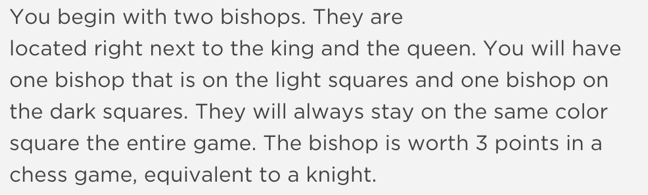 You begin with two bishops. They are
located right next to the king and the queen. You will have
one bishop that is on the light squares and one bishop on
the dark squares. They will always stay on the same color
square the entire game. The bishop is worth 3 points in a
chess game, equivalent to a knight.